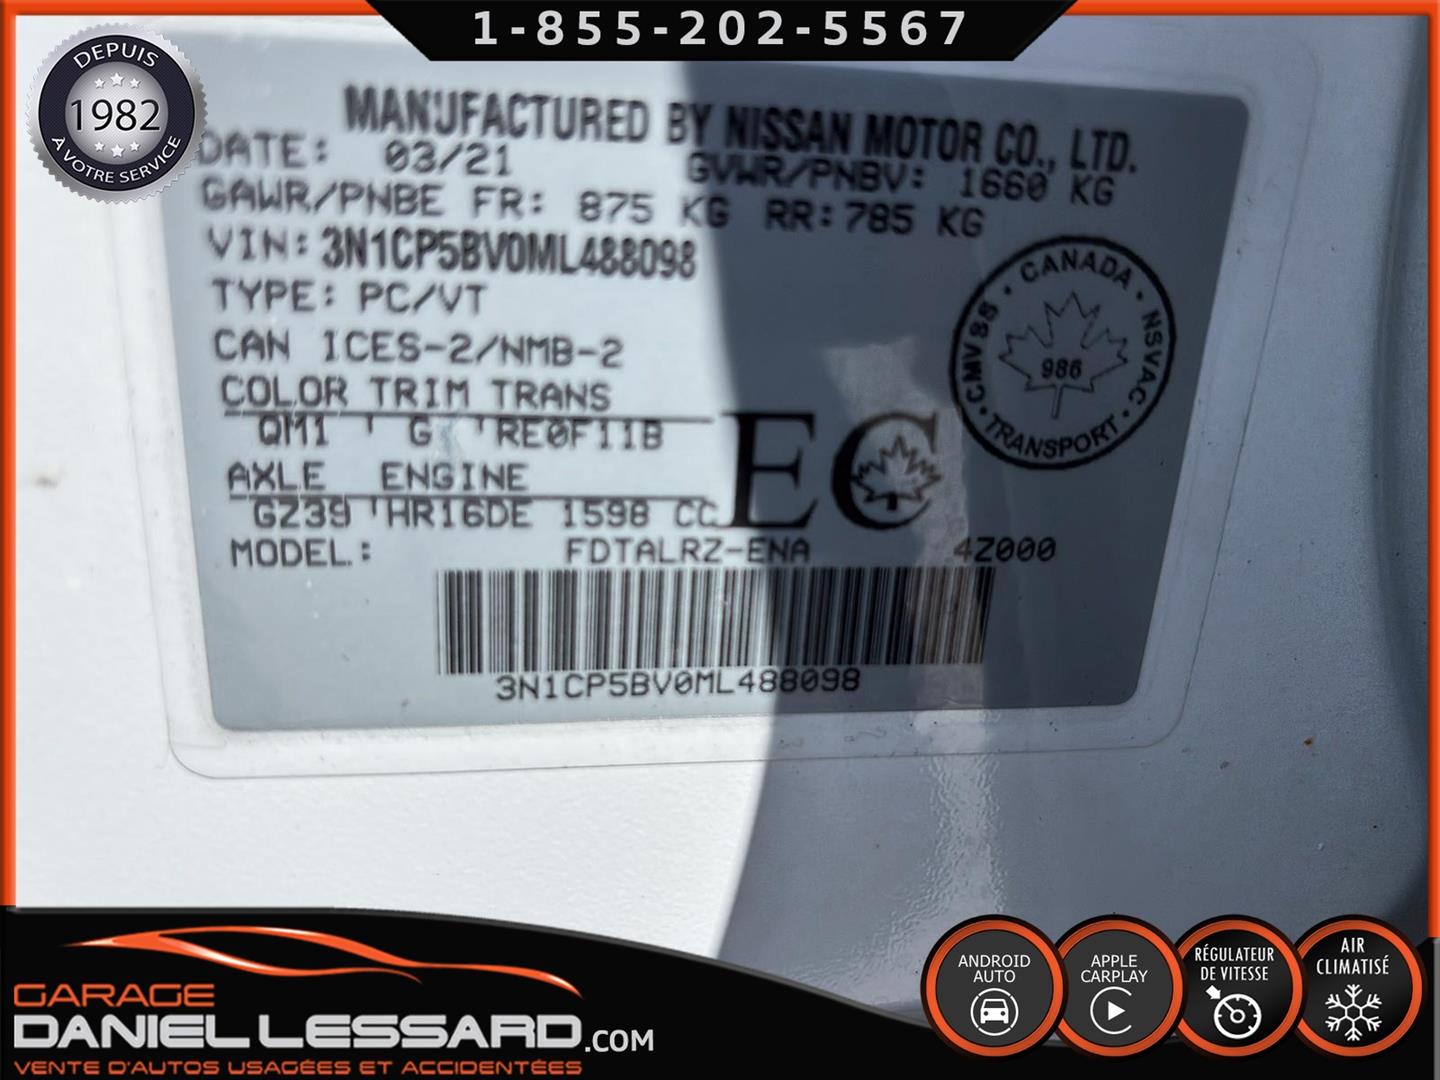 1-855-202-5567
DEPUIS
1982
À VOTRE SERVICE
MANUFACTURED BY NISSAN MOTOR CO., LTD.
DATE: 03/21 GVWR/PNBV: 1660 KG
GAWR/PNBE FR: 875 KG RR: 785 KG
VIN: 3N1CP5BV0ML488098
TYPE: PC/VT
CAN ICES-2/NMB-2
COLOR TRIM TRANS
QM1 G RE0F11B
AXLE ENGINE
GZ39 HR16DE 1598 CC
EC
CANADA · NSVAC · TRANSPORT · CMVSS ·
986
MODEL: FDTALRZ-ENA 4Z000
3N1CP5BV0ML488098
GARAGE
DANIEL LESSARD.COM
VENTE D'AUTOS USAGÉES ET ACCIDENTÉES
ANDROID
AUTO
APPLE
CARPLAY
RÉGULATEUR
DE VITESSE
AIR
CLIMATISÉ